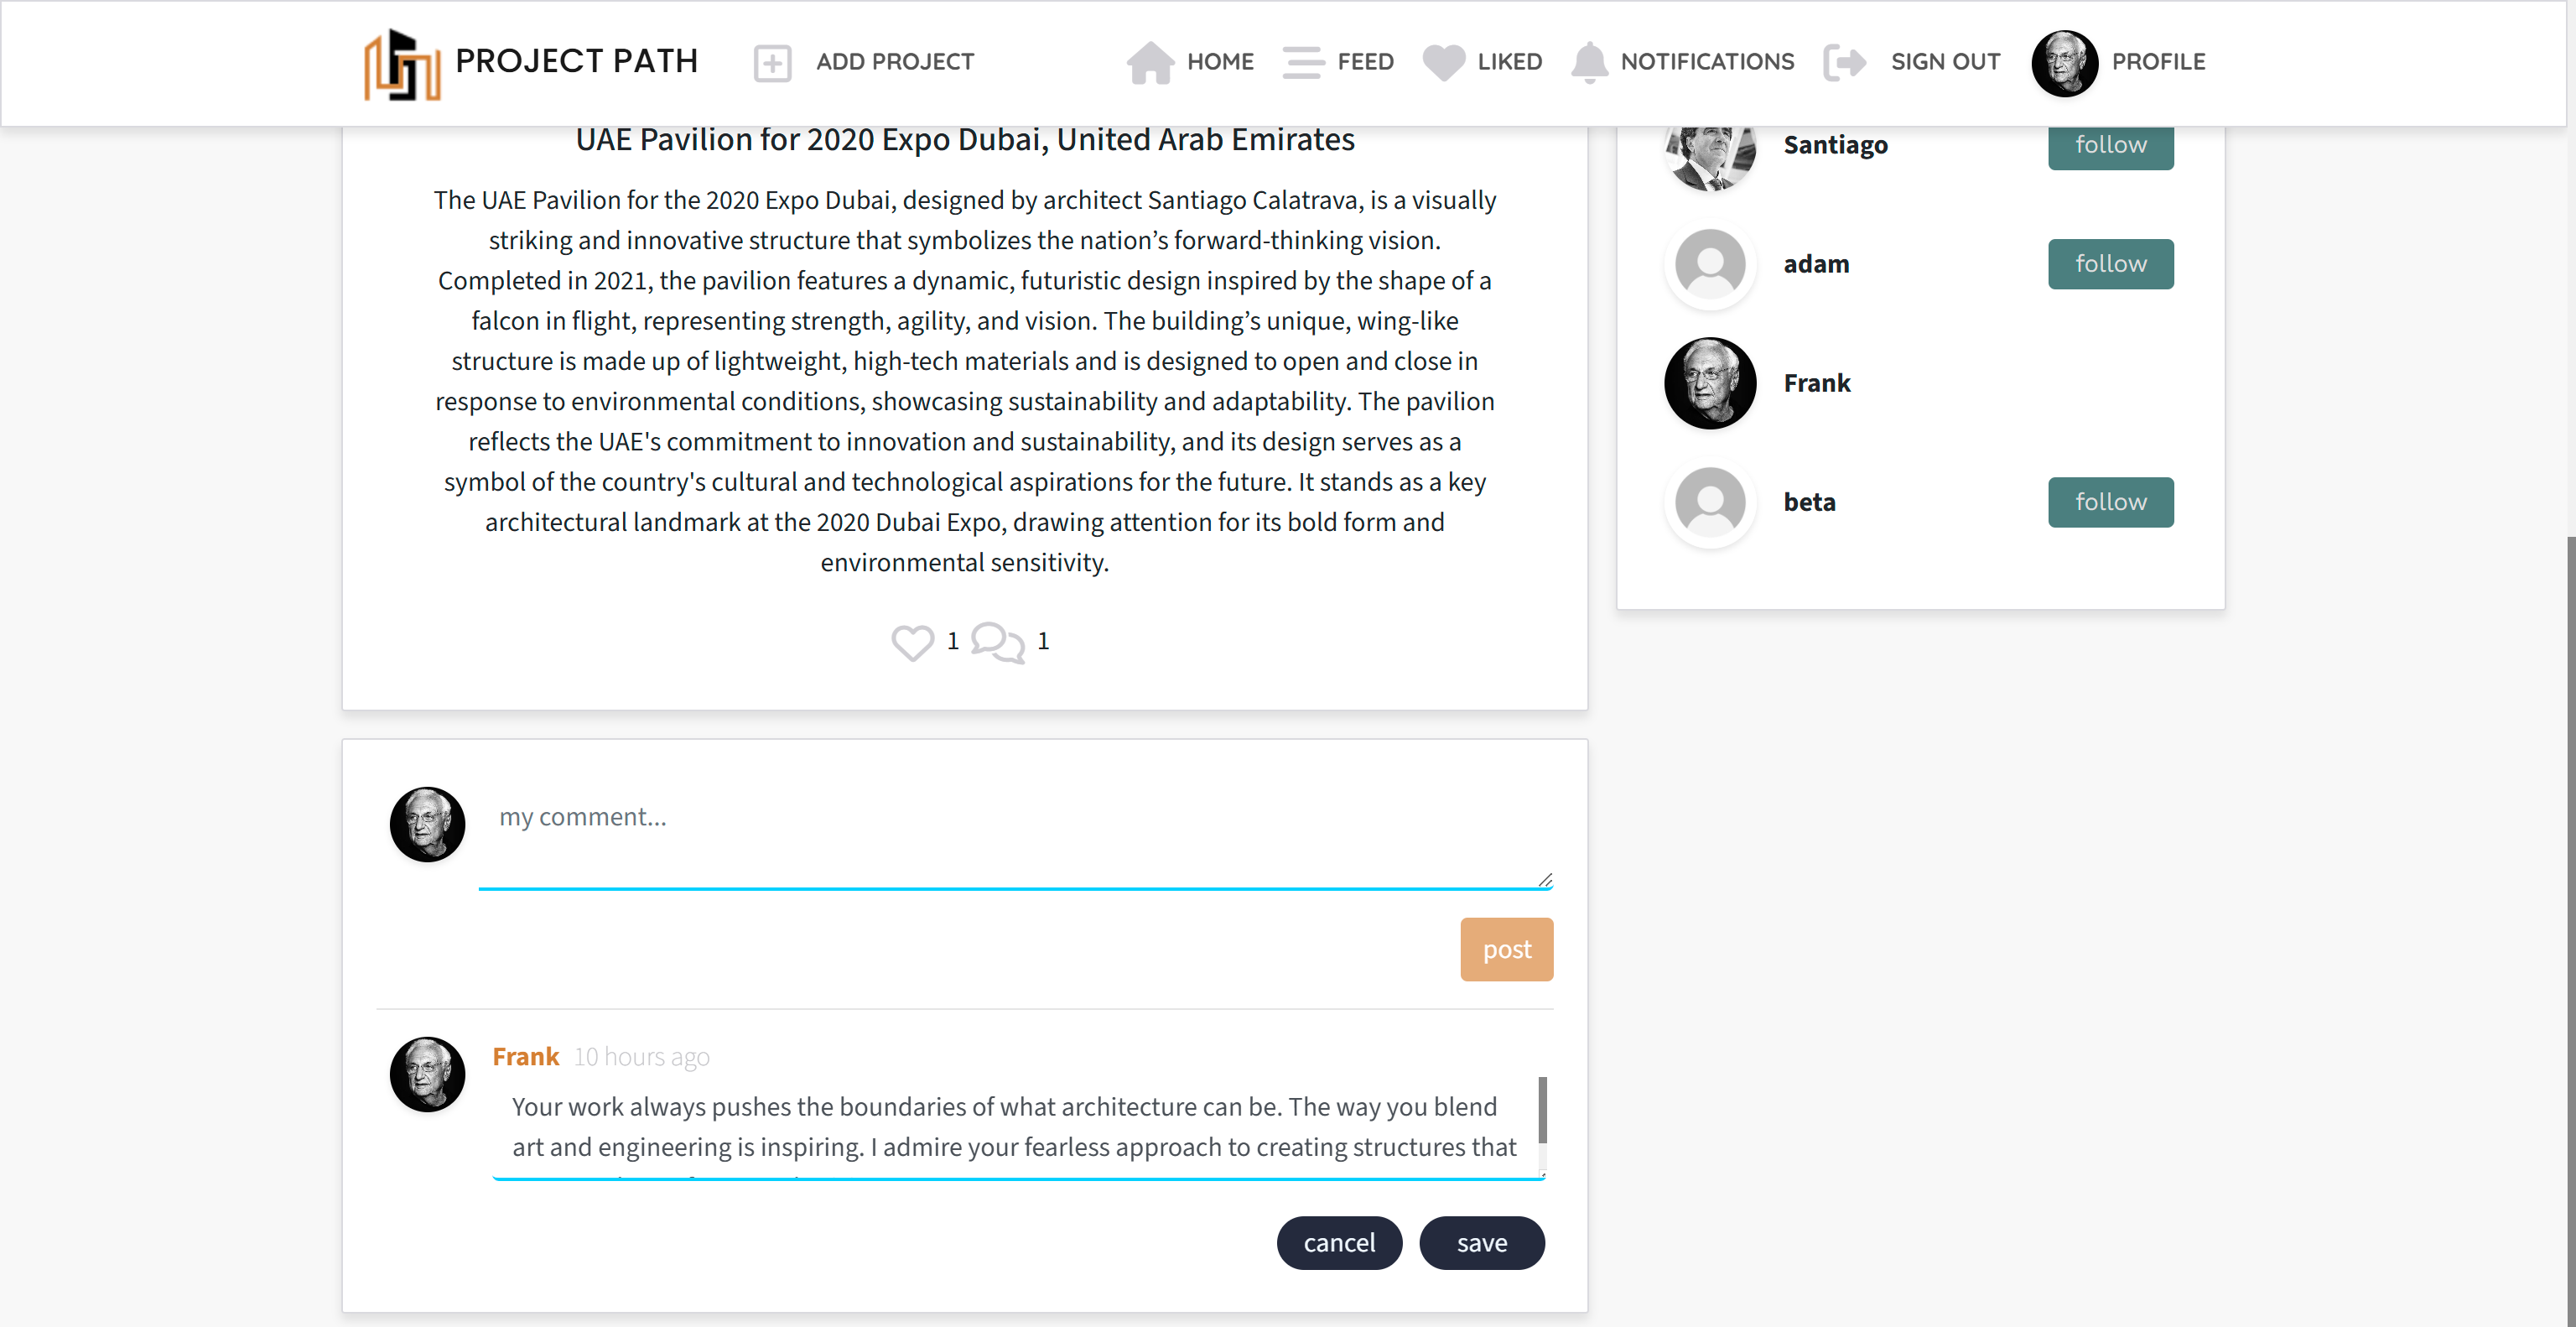 PROJECT PATH
ADD PROJECT
HOME
FEED
LIKED
NOTIFICATIONS
SIGN OUT
PROFILE
UAE Pavilion for 2020 Expo Dubai, United Arab Emirates
The UAE Pavilion for the 2020 Expo Dubai, designed by architect Santiago Calatrava, is a visually
striking and innovative structure that symbolizes the nation’s forward-thinking vision.
Completed in 2021, the pavilion features a dynamic, futuristic design inspired by the shape of a
falcon in flight, representing strength, agility, and vision. The building’s unique, wing-like
structure is made up of lightweight, high-tech materials and is designed to open and close in
response to environmental conditions, showcasing sustainability and adaptability. The pavilion
reflects the UAE's commitment to innovation and sustainability, and its design serves as a
symbol of the country's cultural and technological aspirations for the future. It stands as a key
architectural landmark at the 2020 Dubai Expo, drawing attention for its bold form and
environmental sensitivity.
1
1
Santiago
follow
adam
follow
Frank
beta
follow
my comment...
post
Frank 10 hours ago
Your work always pushes the boundaries of what architecture can be. The way you blend
art and engineering is inspiring. I admire your fearless approach to creating structures that
cancel
save